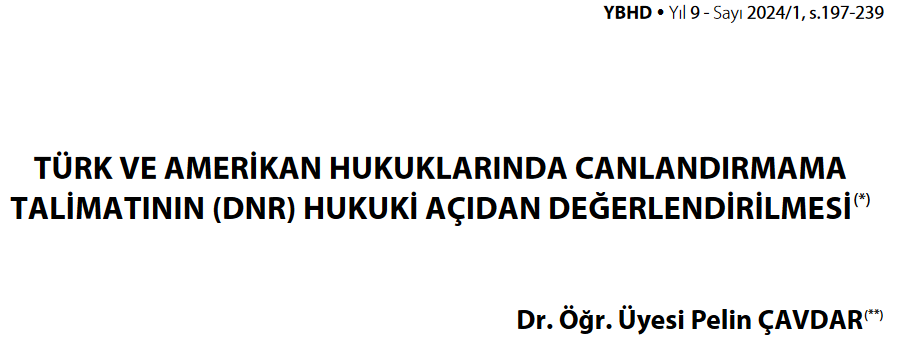 YBHD • Yıl 9 - Sayı 2024/1, s.197-239
TÜRK VE AMERİKAN HUKUKLARINDA CANLANDIRMAMA
TALİMATININ (DNR) HUKUKİ AÇIDAN DEĞERLENDİRİLMESİ(*)
Dr. Öğr. Üyesi Pelin ÇAVDAR(**)